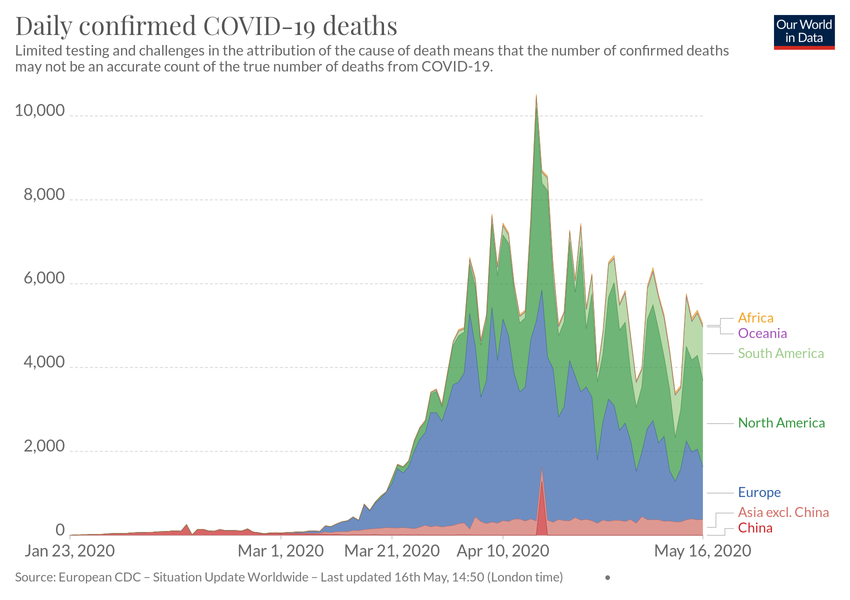 Daily confirmed COVID-19 deaths
Our World
in Data
Limited testing and challenges in the attribution of the cause of death means that the number of confirmed deaths
may not be an accurate count of the true number of deaths from COVID-19.
10,000
8,000
6,000
4,000
2,000
0
Africa
Oceania
South America
North America
Europe
Asia excl. China
China
Jan 23, 2020 Mar 1, 2020 Mar 21, 2020 Apr 10, 2020 May 16, 2020
Source: European CDC – Situation Update Worldwide – Last updated 16th May, 14:50 (London time) •